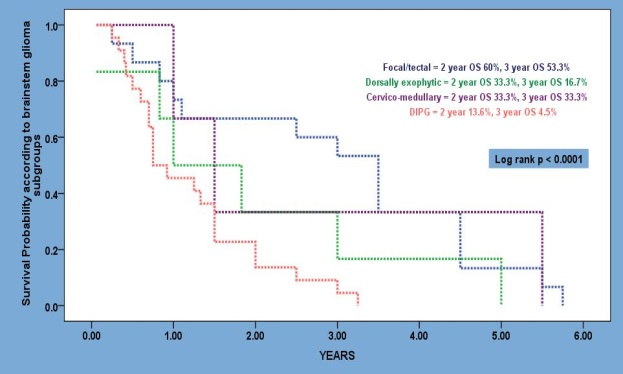 Survival Probability according to brainstem glioma
subgroups
1.0
0.8
0.6
0.4
0.2
0.0
Focal/tectal = 2 year OS 60%, 3 year OS 53.3%
Dorsally exophytic = 2 year OS 33.3%, 3 year OS 16.7%
Cervico-medullary = 2 year OS 33.3%, 3 year OS 33.3%
DIPG = 2 year 13.6%, 3 year OS 4.5%
Log rank p < 0.0001
0.00 1.00 2.00 3.00 4.00 5.00 6.00
YEARS